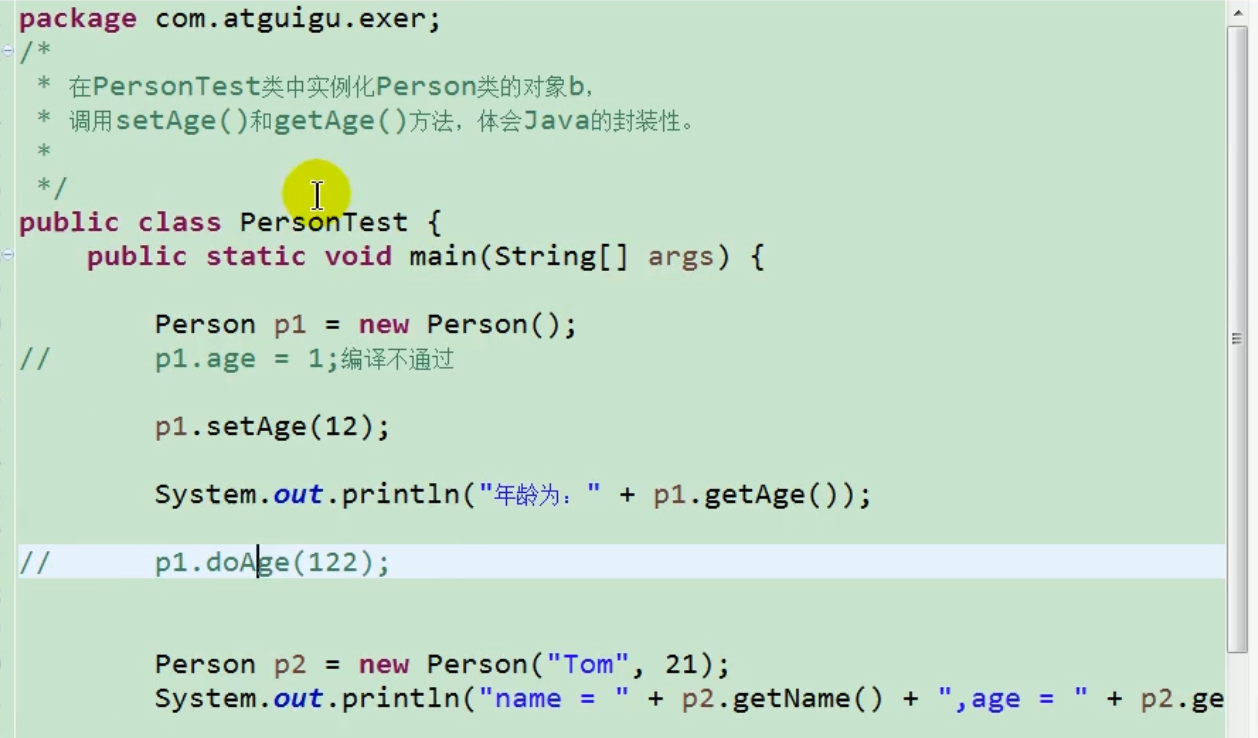 package com.atguigu.exer;
/*
 * 在PersonTest类中实例化Person类的对象b，
 * 调用setAge()和getAge()方法，体会Java的封装性。
 *
 */
public class PersonTest {
    public static void main(String[] args) {
        Person p1 = new Person();
//      p1.age = 1;编译不通过
        p1.setAge(12);
        System.out.println("年龄为：" + p1.getAge());
//      p1.doAge(122);
        Person p2 = new Person("Tom", 21);
        System.out.println("name = " + p2.getName() + ",age = " + p2.ge